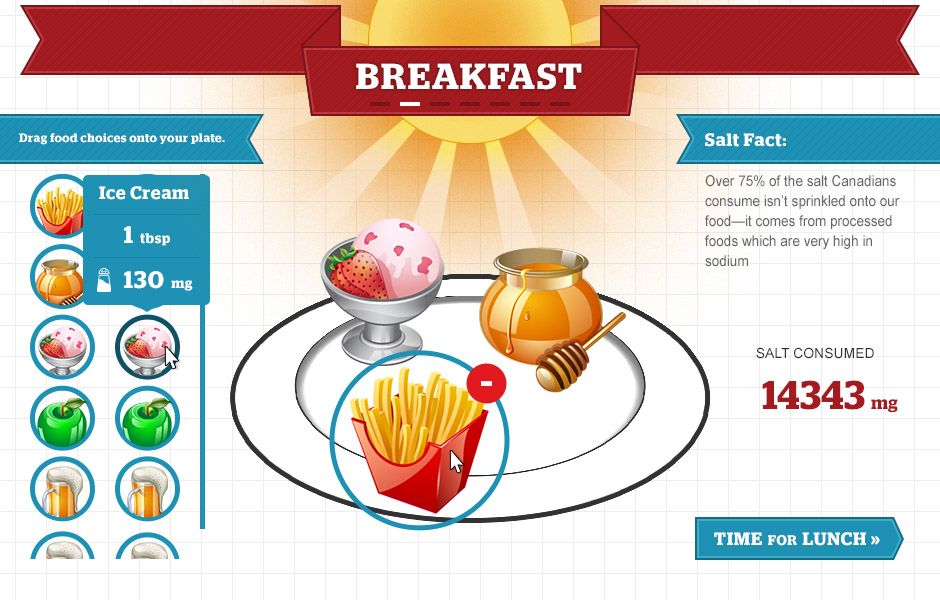 BREAKFAST
Drag food choices onto your plate.
Ice Cream
1 tbsp
130 mg
Salt Fact:
Over 75% of the salt Canadians
consume isn’t sprinkled onto our
food—it comes from processed
foods which are very high in
sodium
SALT CONSUMED
14343 mg
TIME FOR LUNCH »